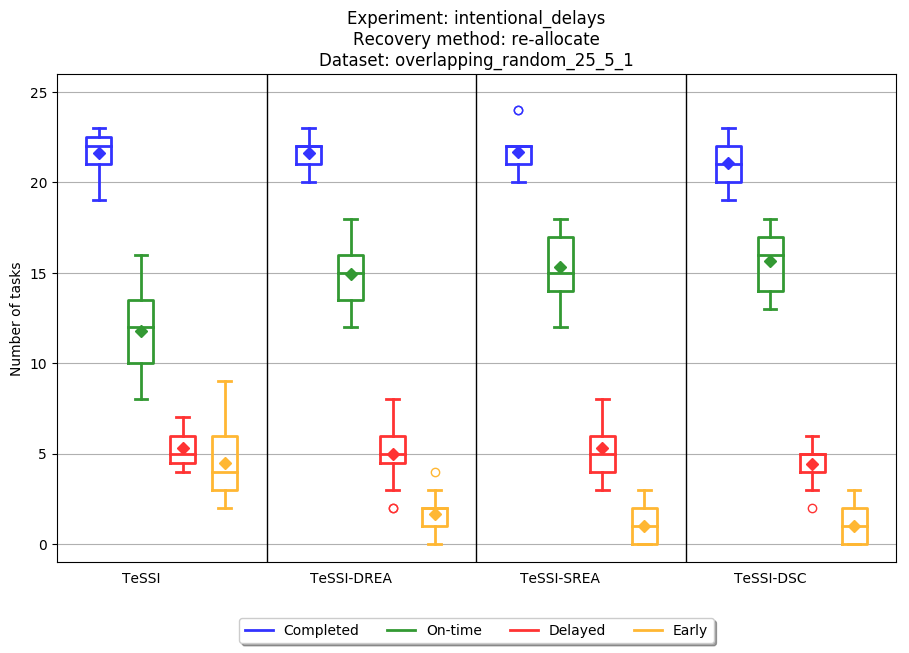 Experiment: intentional_delays
Recovery method: re-allocate
Dataset: overlapping_random_25_5_1
Number of tasks
25
20
15
10
5
0
TeSSI TeSSI-DREA TeSSI-SREA TeSSI-DSC
Completed On-time Delayed Early